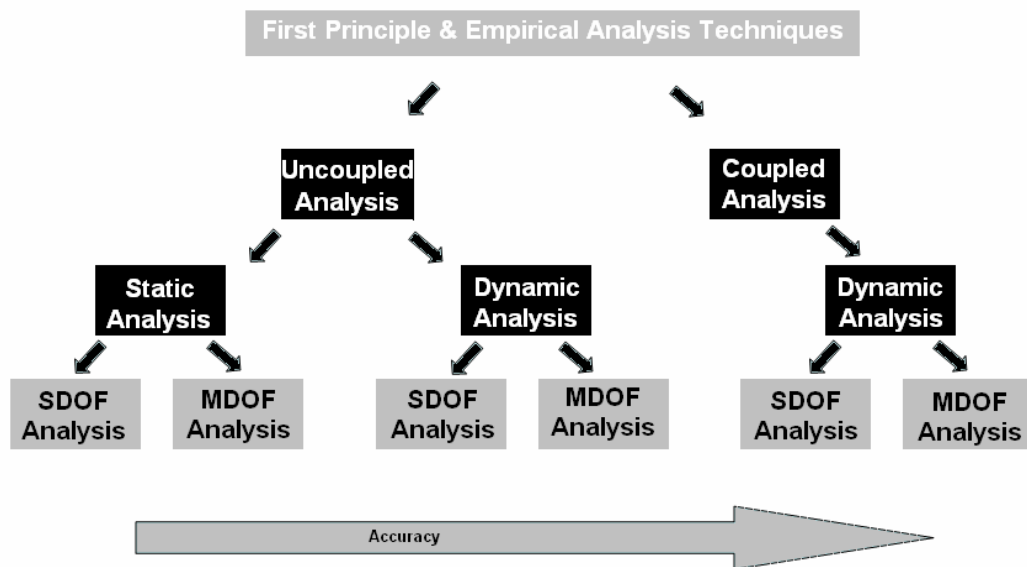 First Principle & Empirical Analysis Techniques
Uncoupled
Analysis
Coupled
Analysis
Static
Analysis
Dynamic
Analysis
Dynamic
Analysis
SDOF
Analysis
MDOF
Analysis
SDOF
Analysis
MDOF
Analysis
SDOF
Analysis
MDOF
Analysis
Accuracy